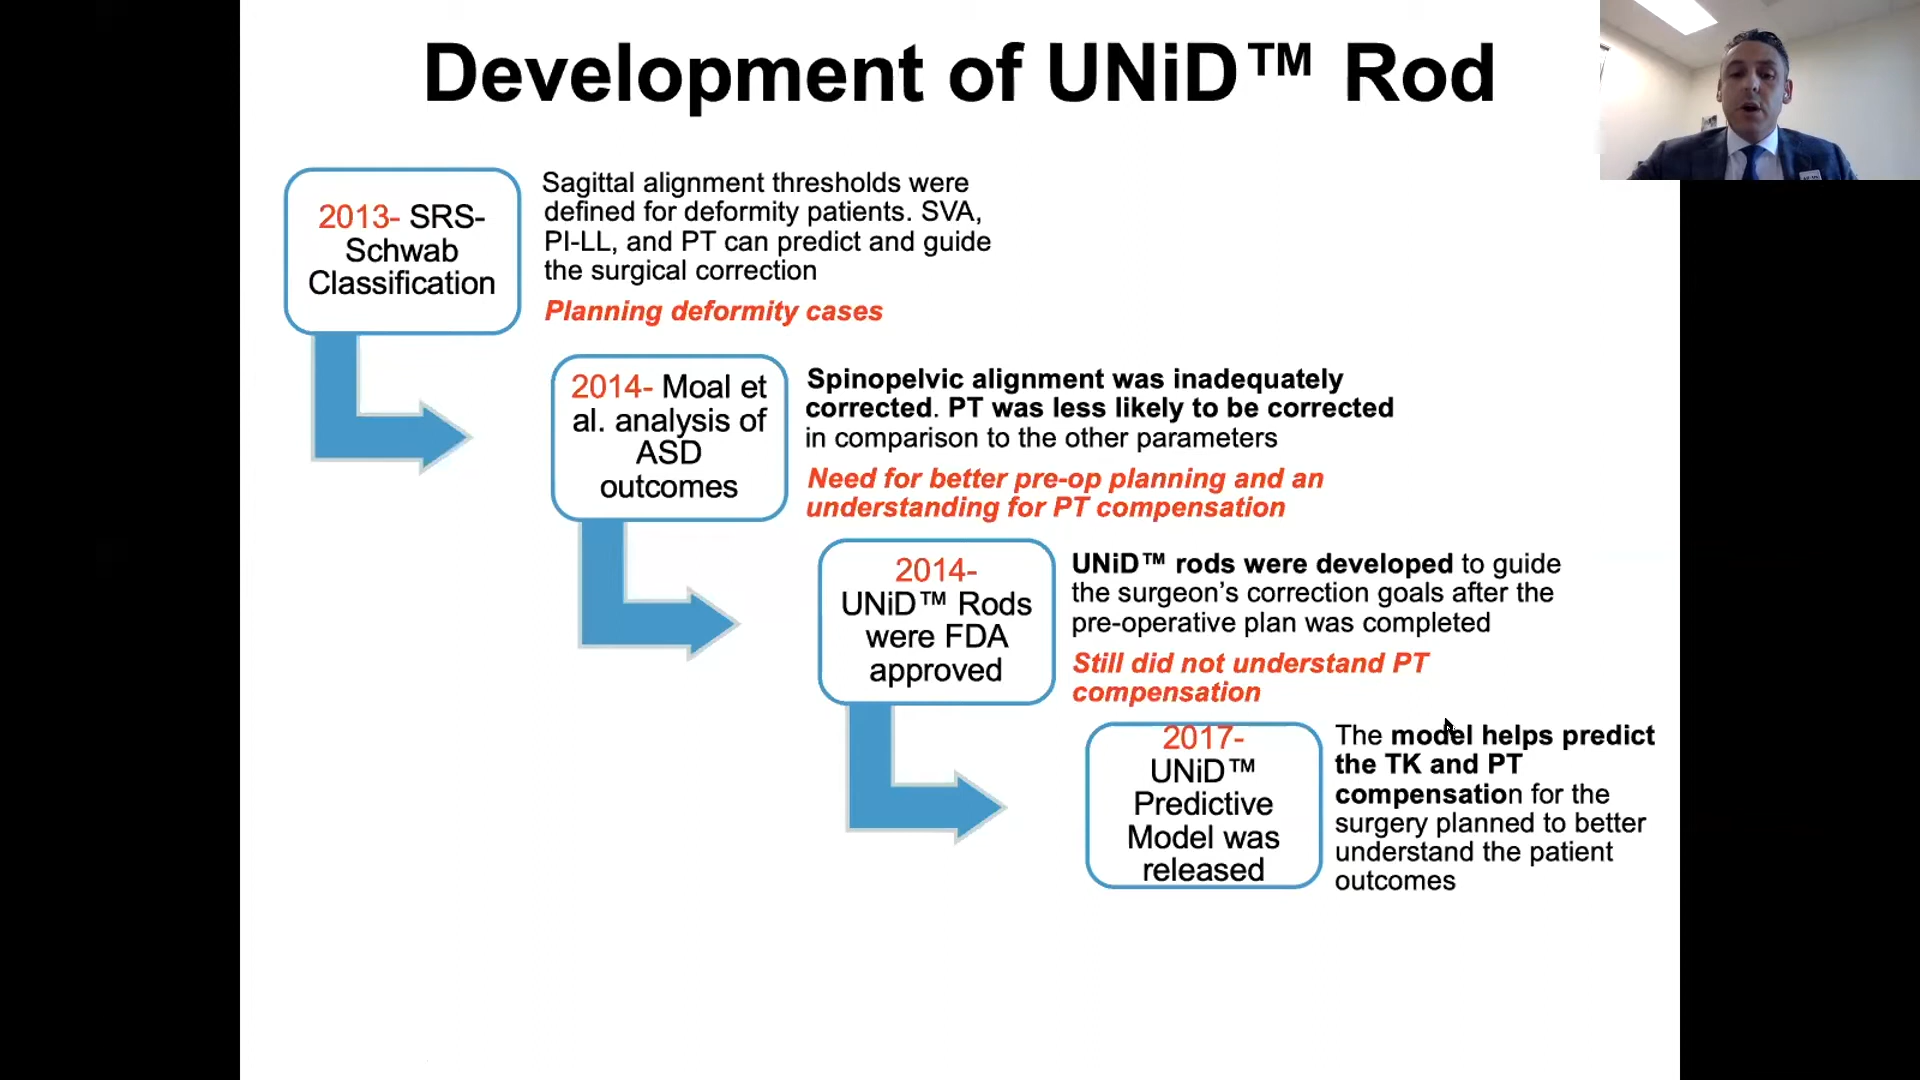 Development of UNiD™ Rod
2013- SRS-
Schwab
Classification
Sagittal alignment thresholds were
defined for deformity patients. SVA,
PI-LL, and PT can predict and guide
the surgical correction
Planning deformity cases
2014- Moal et
al. analysis of
ASD
outcomes
Spinopelvic alignment was inadequately
corrected. PT was less likely to be corrected
in comparison to the other parameters
Need for better pre-op planning and an
understanding for PT compensation
2014-
UNiD™ Rods
were FDA
approved
UNiD™ rods were developed to guide
the surgeon’s correction goals after the
pre-operative plan was completed
Still did not understand PT
compensation
2017-
UNiD™
Predictive
Model was
released
The model helps predict
the TK and PT
compensation for the
surgery planned to better
understand the patient
outcomes